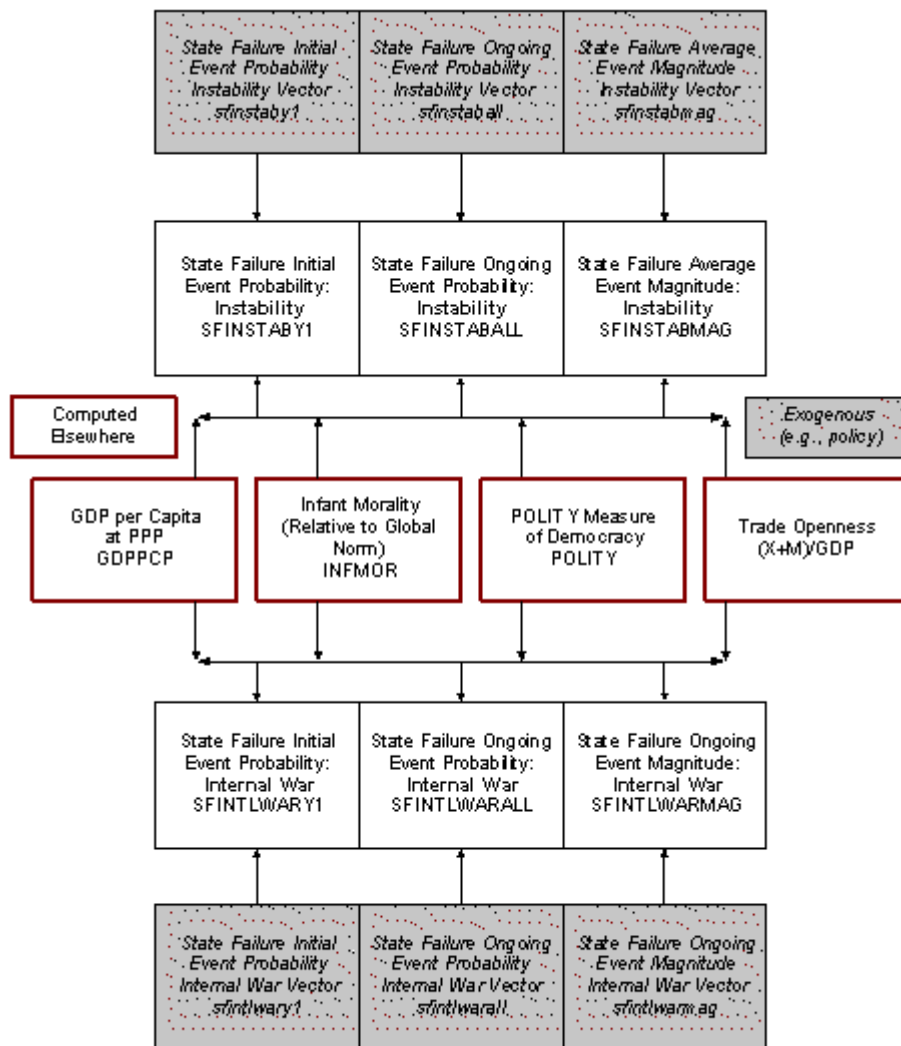 State Failure Initial
Event Probability
Instability Vector
sfinstaby1
State Failure Ongoing
Event Probability
Instability Vector
sfinstaball
State Failure Average
Event Magnitude
Instability Vector
sfinstabmag
State Failure Initial
Event Probability:
Instability
SFINSTABY1
State Failure Ongoing
Event Probability:
Instability
SFINSTABALL
State Failure Average
Event Magnitude:
Instability
SFINSTABMAG
Computed
Elsewhere
Exogenous
(e.g., policy)
GDP per Capita
at PPP
GDPPCP
Infant Morality
(Relative to Global
Norm)
INFMOR
POLITY Measure
of Democracy
POLITY
Trade Openness
(X+M)/GDP
State Failure Initial
Event Probability:
Internal War
SFINTLWARY1
State Failure Ongoing
Event Probability:
Internal War
SFINTLWARALL
State Failure Ongoing
Event Magnitude:
Internal War
SFINTLWARMAG
State Failure Initial
Event Probability
Internal War Vector
sfintlwary1
State Failure Ongoing
Event Probability
Internal War Vector
sfintlwarall
State Failure Ongoing
Event Magnitude
Internal War Vector
sfintlwarmag